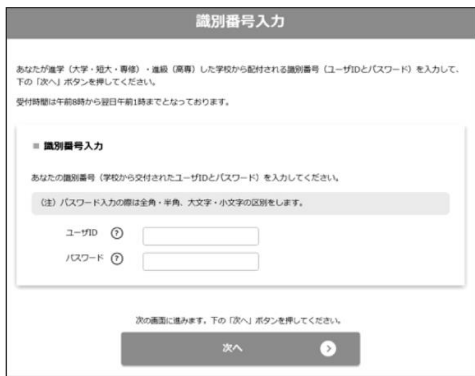 識別番号入力
あなたが進学（大学・短大・専修）・進級（高専）した学校から配付される識別番号（ユーザIDとパスワード）を入力して、
下の「次へ」ボタンを押してください。
受付時間は午前8時から翌日午前1時までとなっております。
■ 識別番号入力
あなたの識別番号（学校から交付されたユーザIDとパスワード）を入力してください。
（注）パスワード入力の際は全角・半角、大文字・小文字の区別をします。
ユーザID ?
パスワード ?
次の画面に進みます。下の「次へ」ボタンを押してください。
次へ